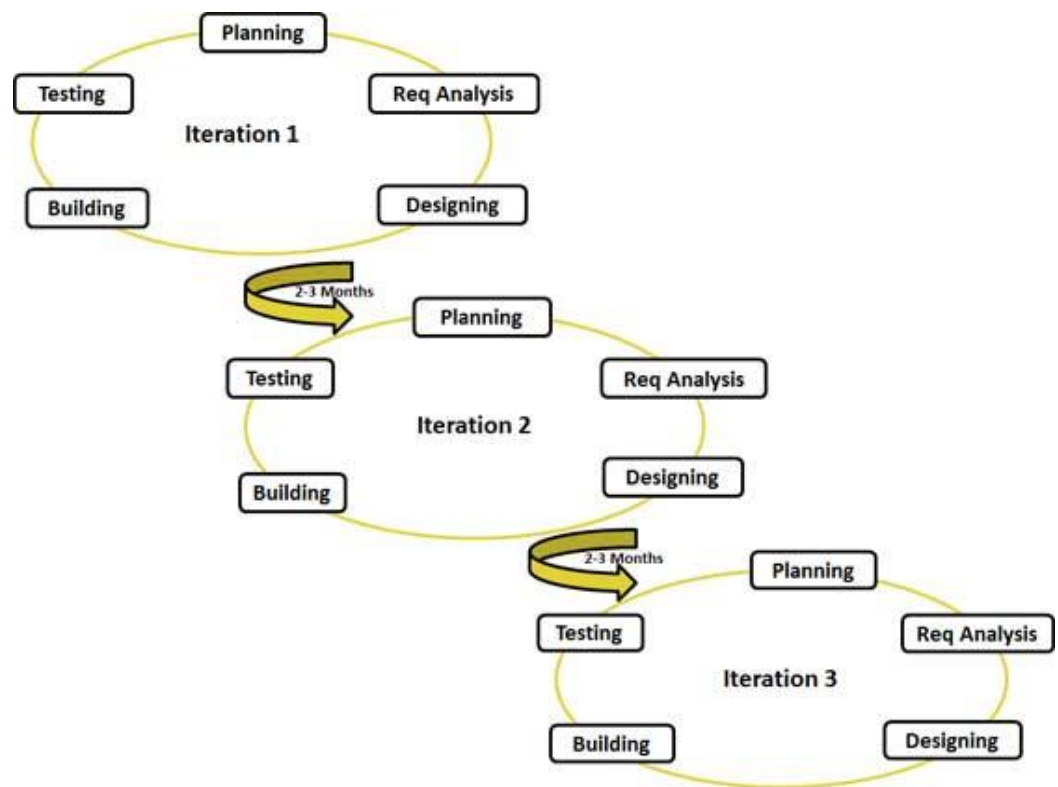 Planning
Testing
Req Analysis
Iteration 1
Building
Designing
2-3 Months
Planning
Testing
Req Analysis
Iteration 2
Building
Designing
2-3 Months
Planning
Testing
Req Analysis
Iteration 3
Building
Designing